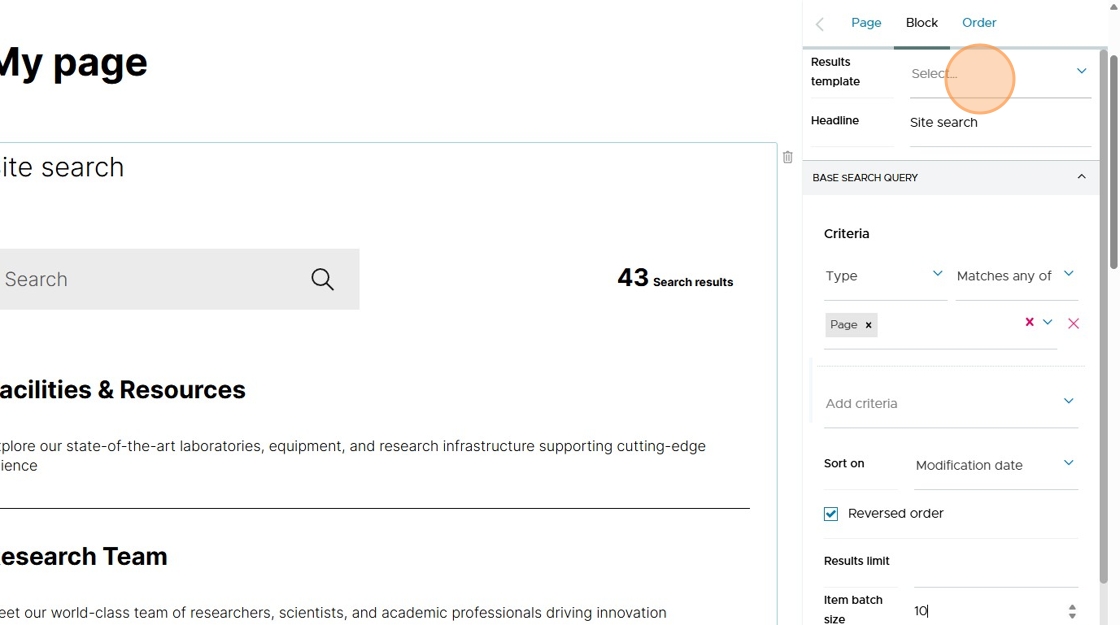 My page
ite search
Search
43 Search results
acilities & Resources
plore our state-of-the-art laboratories, equipment, and research infrastructure supporting cutting-edge
ience
esearch Team
eet our world-class team of researchers, scientists, and academic professionals driving innovation
Page Block Order
Results
template
Select...
Headline
Site search
BASE SEARCH QUERY
Criteria
Type Matches any of
Page x
Add criteria
Sort on Modification date
Reversed order
Results limit
Item batch
size
10